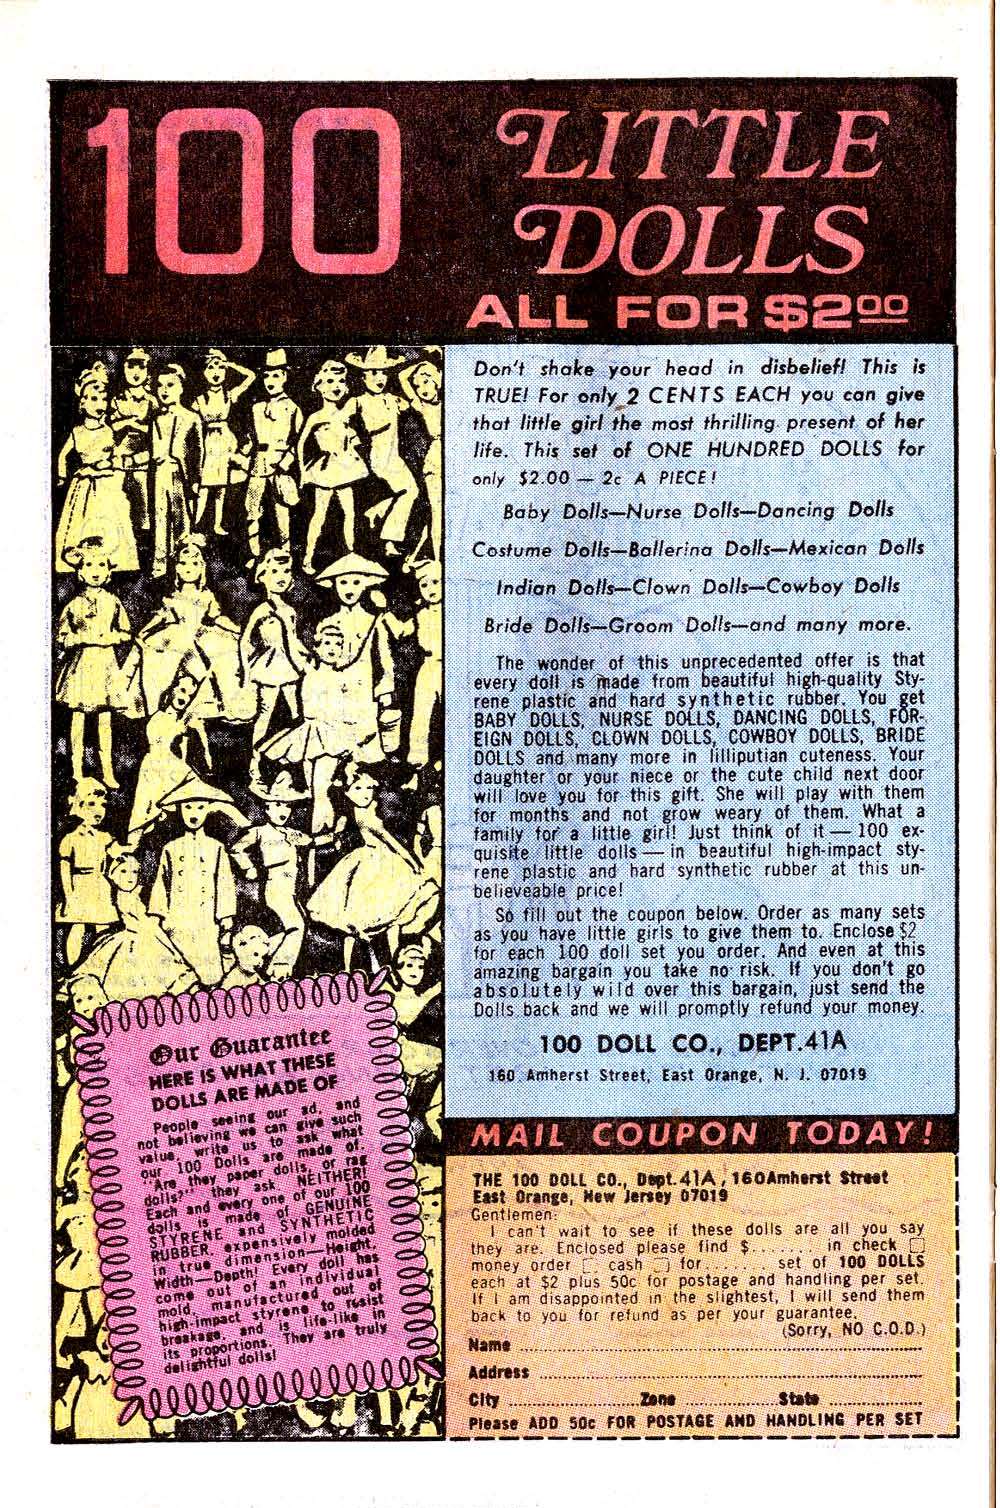 100
LITTLE
DOLLS
ALL FOR $2.00
Don't shake your head in disbelief! This is
TRUE! For only 2 CENTS EACH you can give
that little girl the most thrilling present of her
life. This set of ONE HUNDRED DOLLS for
only $2.00 — 2c A PIECE!
Baby Dolls—Nurse Dolls—Dancing Dolls
Costume Dolls—Ballerina Dolls—Mexican Dolls
Indian Dolls—Clown Dolls—Cowboy Dolls
Bride Dolls—Groom Dolls—and many more.
The wonder of this unprecedented offer is that
every doll is made from beautiful high-quality Sty-
rene plastic and hard synthetic rubber. You get
BABY DOLLS, NURSE DOLLS, DANCING DOLLS, FOR-
EIGN DOLLS, CLOWN DOLLS, COWBOY DOLLS, BRIDE
DOLLS and many more in lilliputian cuteness. Your
daughter or your niece or the cute child next door
will love you for this gift. She will play with them
for months and not grow weary of them. What a
family for a little girl! Just think of it — 100 ex-
quisite little dolls — in beautiful high-impact sty-
rene plastic and hard synthetic rubber at this un-
believeable price!
So fill out the coupon below. Order as many sets
as you have little girls to give them to. Enclose $2
for each 100 doll set you order. And even at this
amazing bargain you take no risk. If you don't go
absolutely wild over this bargain, just send the
Dolls back and we will promptly refund your money.
100 DOLL CO., DEPT.41A
160 Amherst Street, East Orange, N. J. 07019
Our Guarantee
HERE IS WHAT THESE
DOLLS ARE MADE OF
People seeing our ad, and
not believing we can give such
value, write us to ask what
our 100 Dolls are made of.
"Are they paper dolls, or rag
dolls?" they ask. NEITHER!
Each and every one of our 100
dolls is made of GENUINE
STYRENE and SYNTHETIC
RUBBER, expensively molded
in true dimension—Height,
Width—Depth! Every doll has
come out of an individual
mold, manufactured out of
high-impact styrene to resist
breakage, and is life-like in
its proportions. They are truly
delightful dolls!
MAIL COUPON TODAY!
THE 100 DOLL CO., Dept.41A, 160Amherst Street
East Orange, New Jersey 07019
Gentlemen:
I can't wait to see if these dolls are all you say
they are. Enclosed please find $........ in check
money order cash for....... set of 100 DOLLS
each at $2 plus 50c for postage and handling per set.
If I am disappointed in the slightest, I will send them
back to you for refund as per your guarantee.
(Sorry, NO C.O.D.)
Name
Address
City Zone State
Please ADD 50c FOR POSTAGE AND HANDLING PER SET